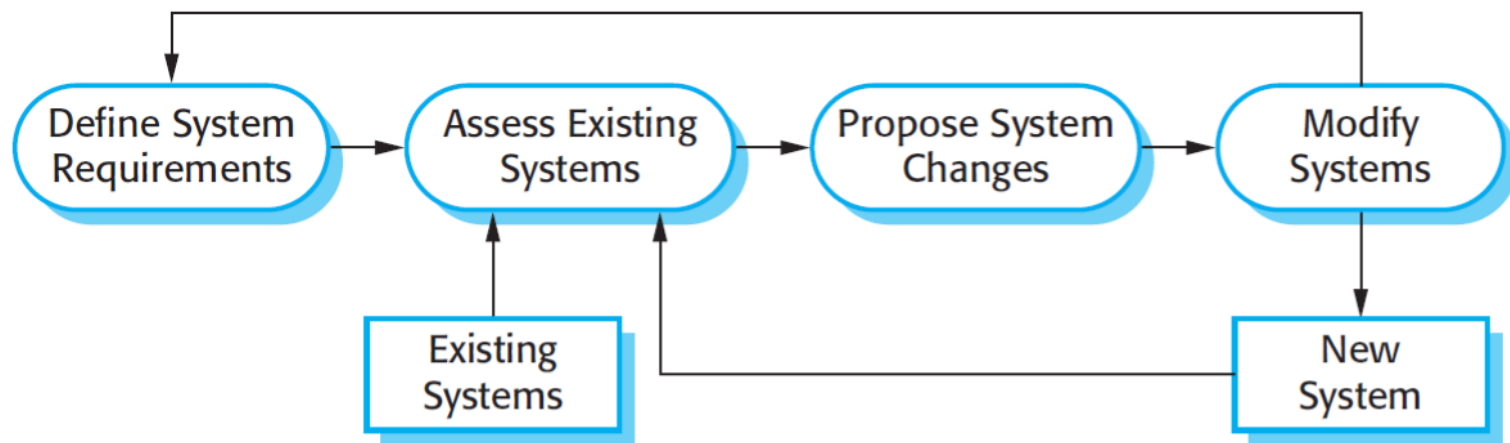 Define System
Requirements
Assess Existing
Systems
Propose System
Changes
Modify
Systems
Existing
Systems
New
System